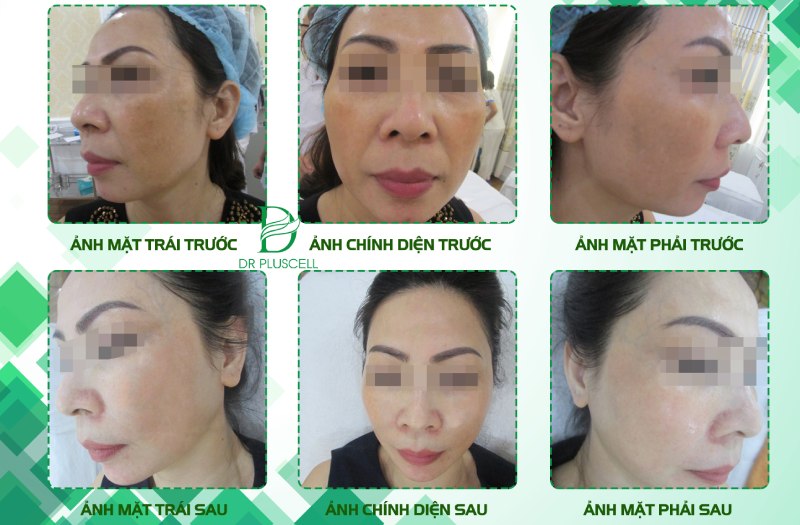 ẢNH MẶT TRÁI TRƯỚC
ẢNH CHÍNH DIỆN TRƯỚC
ẢNH MẶT PHẢI TRƯỚC
DR PLUSCELL
ẢNH MẶT TRÁI SAU
ẢNH CHÍNH DIỆN SAU
ẢNH MẶT PHẢI SAU